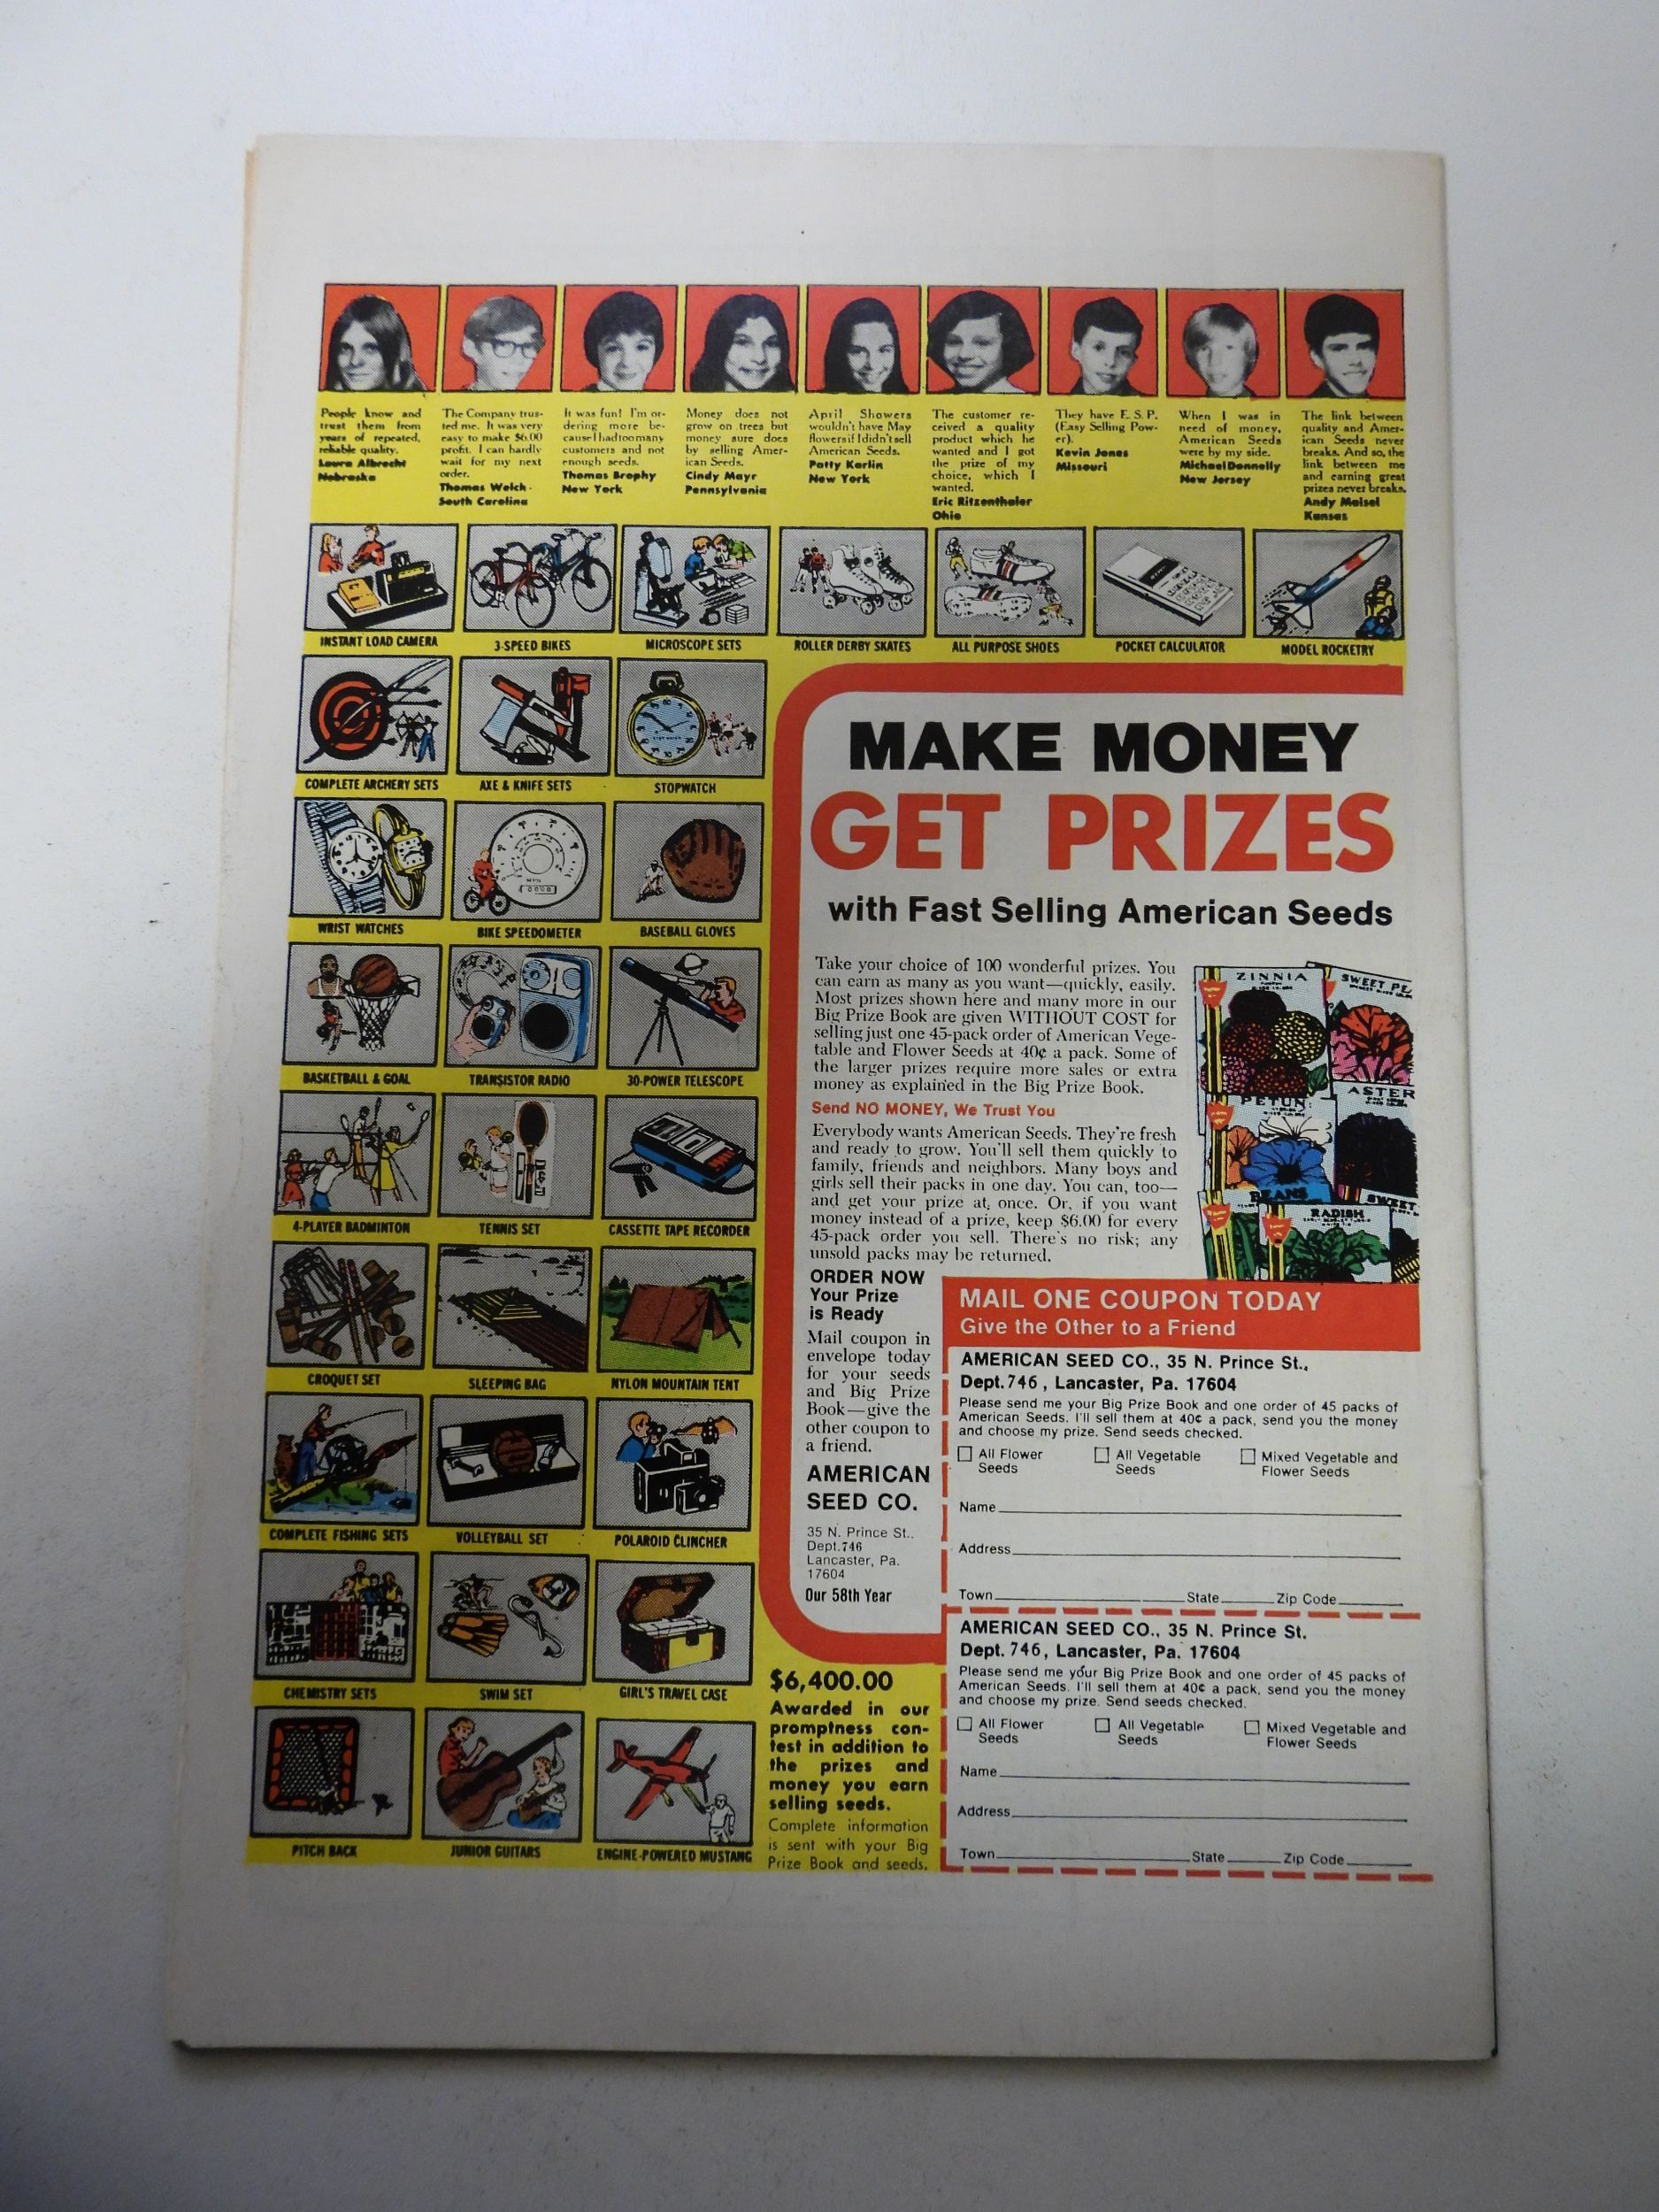 People know and
trust them from
years of repeated,
reliable quality.
Laura Albrecht
Nebraska
The Company trus-
ted me. It was very
easy to make $6.00
profit. I can hardly
wait for my next
order.
Thomas Welch -
South Carolina
It was fun! I'm or-
dering more be-
cause I had too many
customers and not
enough seeds.
Thomas Brophy
New York
Money does not
grow on trees but
money sure does
by selling Amer-
ican Seeds.
Cindy Mayr
Pennsylvania
April Showers
wouldn't have May
flowers if I didn't sell
American Seeds.
Patty Karlin
New York
The customer re-
ceived a quality
product which he
wanted and I got
the prize of my
choice, which I
wanted.
Eric Ritzenthaler
Ohio
They have E. S. P.
(Easy Selling Pow-
er).
Kevin Jones
Missouri
When I was in
need of money,
American Seeds
were by my side.
Michael Donnelly
New Jersey
The link between
quality and Amer-
ican Seeds never
breaks. And so, the
link between me
and earning great
prizes never breaks.
Andy Maisel
Kansas
INSTANT LOAD CAMERA
3-SPEED BIKES
MICROSCOPE SETS
ROLLER DERBY SKATES
ALL PURPOSE SHOES
POCKET CALCULATOR
MODEL ROCKETRY
COMPLETE ARCHERY SETS
AXE & KNIFE SETS
STOPWATCH
WRIST WATCHES
BIKE SPEEDOMETER
BASEBALL GLOVES
BASKETBALL & GOAL
TRANSISTOR RADIO
30-POWER TELESCOPE
4-PLAYER BADMINTON
TENNIS SET
CASSETTE TAPE RECORDER
CROQUET SET
SLEEPING BAG
NYLON MOUNTAIN TENT
COMPLETE FISHING SETS
VOLLEYBALL SET
POLAROID CLINCHER
CHEMISTRY SETS
SWIM SET
GIRL'S TRAVEL CASE
PITCH BACK
JUNIOR GUITARS
ENGINE-POWERED MUSTANG
MAKE MONEY
GET PRIZES
with Fast Selling American Seeds
Take your choice of 100 wonderful prizes. You
can earn as many as you want—quickly, easily.
Most prizes shown here and many more in our
Big Prize Book are given WITHOUT COST for
selling just one 45-pack order of American Vege-
table and Flower Seeds at 40¢ a pack. Some of
the larger prizes require more sales or extra
money as explained in the Big Prize Book.
Send NO MONEY, We Trust You
Everybody wants American Seeds. They're fresh
and ready to grow. You'll sell them quickly to
family, friends and neighbors. Many boys and
girls sell their packs in one day. You can, too—
and get your prize at once. Or, if you want
money instead of a prize, keep $6.00 for every
45-pack order you sell. There's no risk; any
unsold packs may be returned.
ZINNIA
SWEET PE
ASTER
PETUN
BEANS
SWEET
RADISH
ORDER NOW
Your Prize
is Ready
Mail coupon in
envelope today
for your seeds
and Big Prize
Book—give the
other coupon to
a friend.
AMERICAN
SEED CO.
35 N. Prince St..
Dept. 746
Lancaster, Pa.
17604
Our 58th Year
$6,400.00
Awarded in our
promptness con-
test in addition to
the prizes and
money you earn
selling seeds.
Complete information
is sent with your Big
Prize Book and seeds.
MAIL ONE COUPON TODAY
Give the Other to a Friend
AMERICAN SEED CO., 35 N. Prince St.,
Dept. 746, Lancaster, Pa. 17604
Please send me your Big Prize Book and one order of 45 packs of
American Seeds. I'll sell them at 40¢ a pack, send you the money
and choose my prize. Send seeds checked.
All Flower Seeds
All Vegetable Seeds
Mixed Vegetable and Flower Seeds
Name
Address
Town State Zip Code
AMERICAN SEED CO., 35 N. Prince St.
Dept. 746, Lancaster, Pa. 17604
Please send me your Big Prize Book and one order of 45 packs of
American Seeds. I'll sell them at 40¢ a pack, send you the money
and choose my prize. Send seeds checked.
All Flower Seeds
All Vegetable Seeds
Mixed Vegetable and Flower Seeds
Name
Address
Town State Zip Code